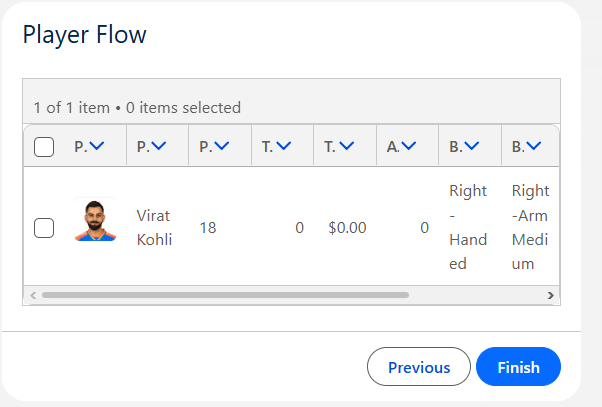 Player Flow
1 of 1 item • 0 items selected
P. P. P. T. T. A. B. B.
Virat Kohli 18 0 $0.00 0 Right-Handed Right-Arm Medium
Previous Finish